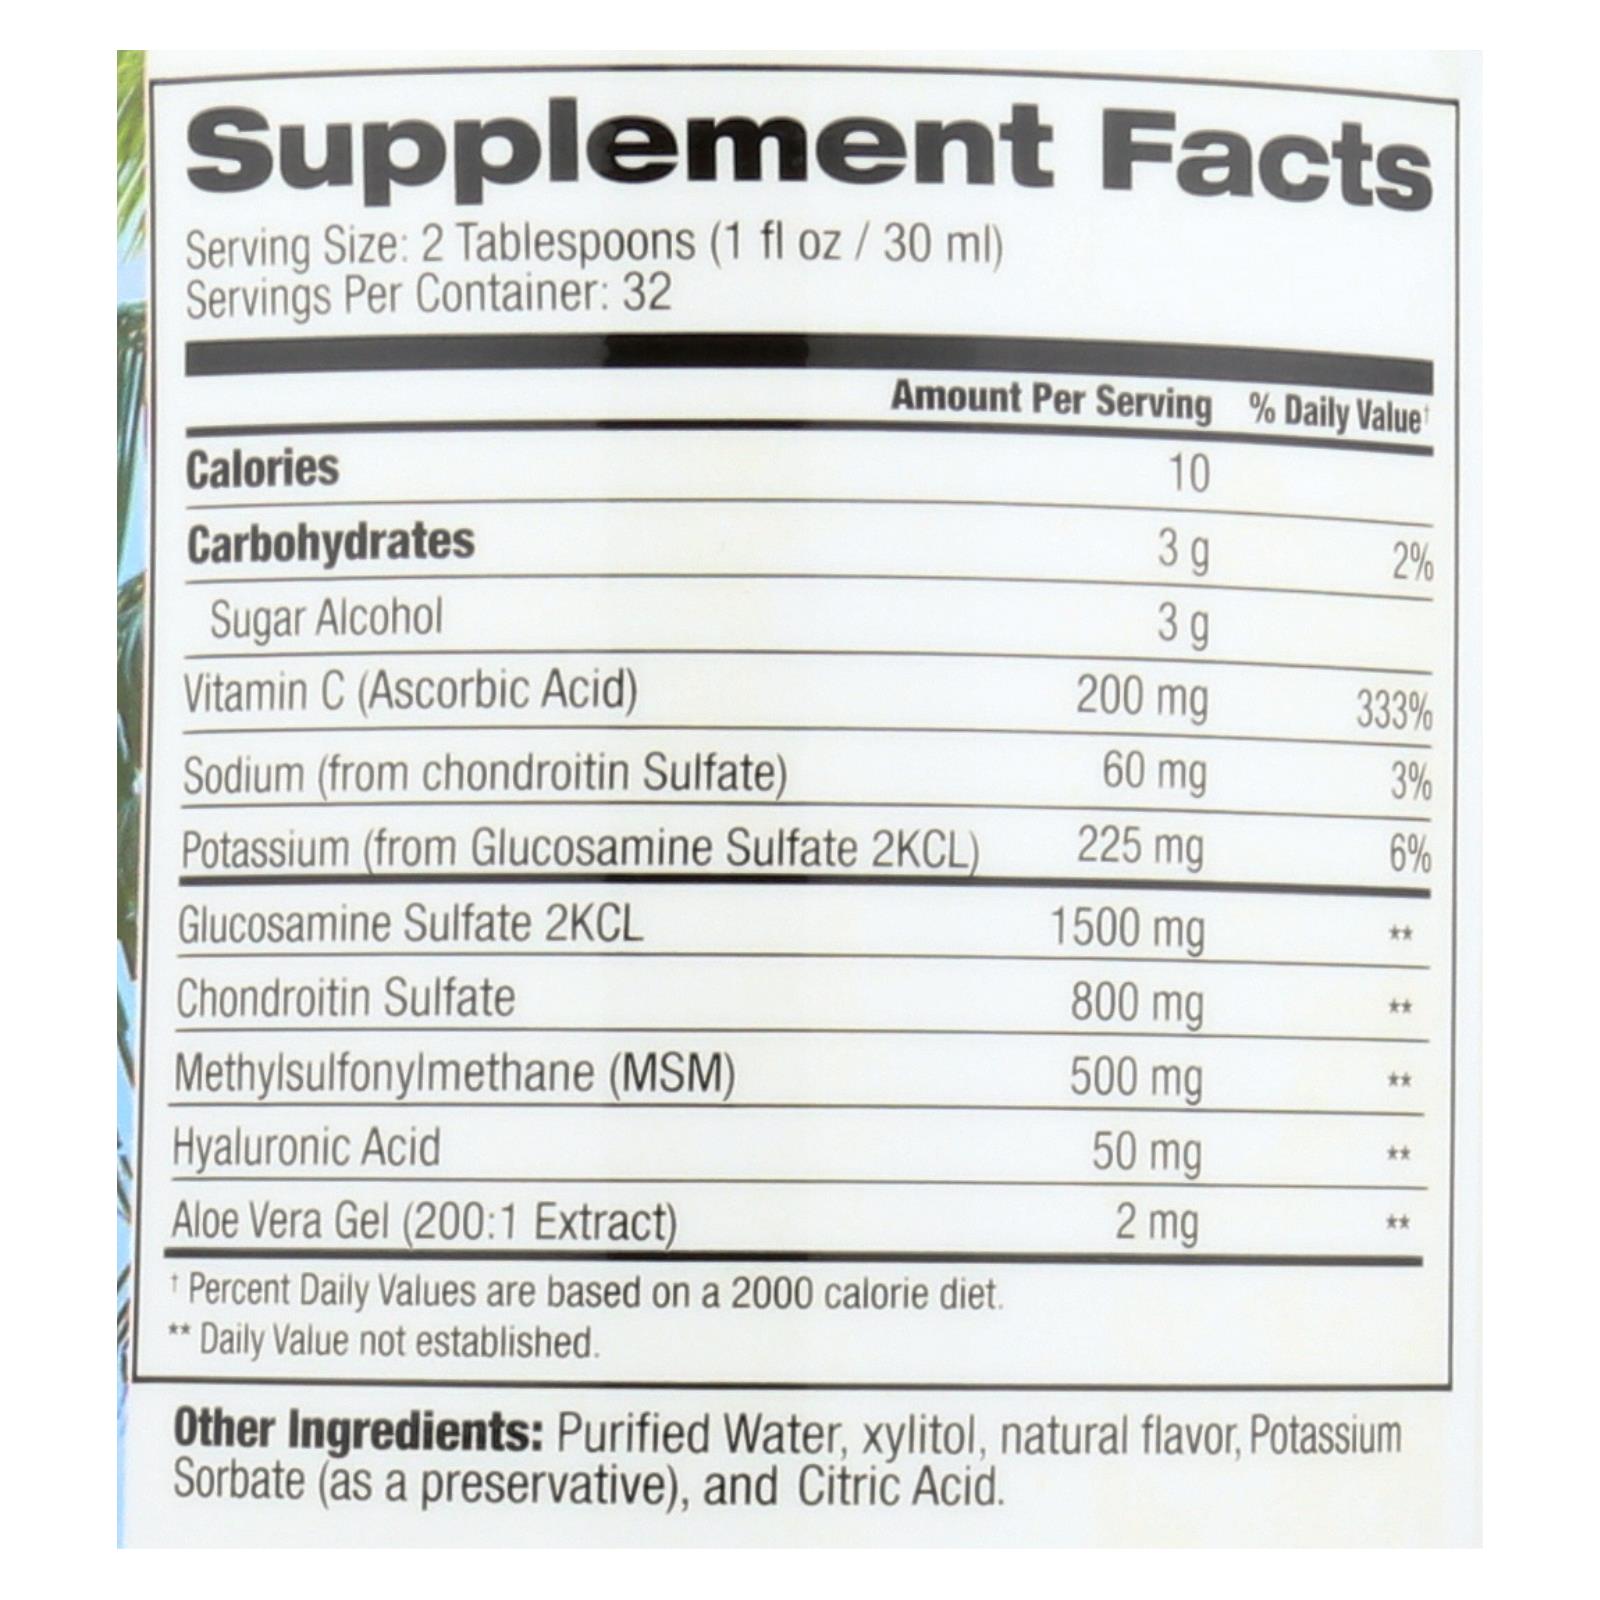 Supplement Facts
Serving Size: 2 Tablespoons (1 fl oz / 30 ml)
Servings Per Container: 32
Amount Per Serving % Daily Value†
Calories 10
Carbohydrates 3 g 2%
Sugar Alcohol 3 g
Vitamin C (Ascorbic Acid) 200 mg 333%
Sodium (from chondroitin Sulfate) 60 mg 3%
Potassium (from Glucosamine Sulfate 2KCL) 225 mg 6%
Glucosamine Sulfate 2KCL 1500 mg **
Chondroitin Sulfate 800 mg **
Methylsulfonylmethane (MSM) 500 mg **
Hyaluronic Acid 50 mg **
Aloe Vera Gel (200:1 Extract) 2 mg **
† Percent Daily Values are based on a 2000 calorie diet.
** Daily Value not established.
Other Ingredients: Purified Water, xylitol, natural flavor, Potassium
Sorbate (as a preservative), and Citric Acid.